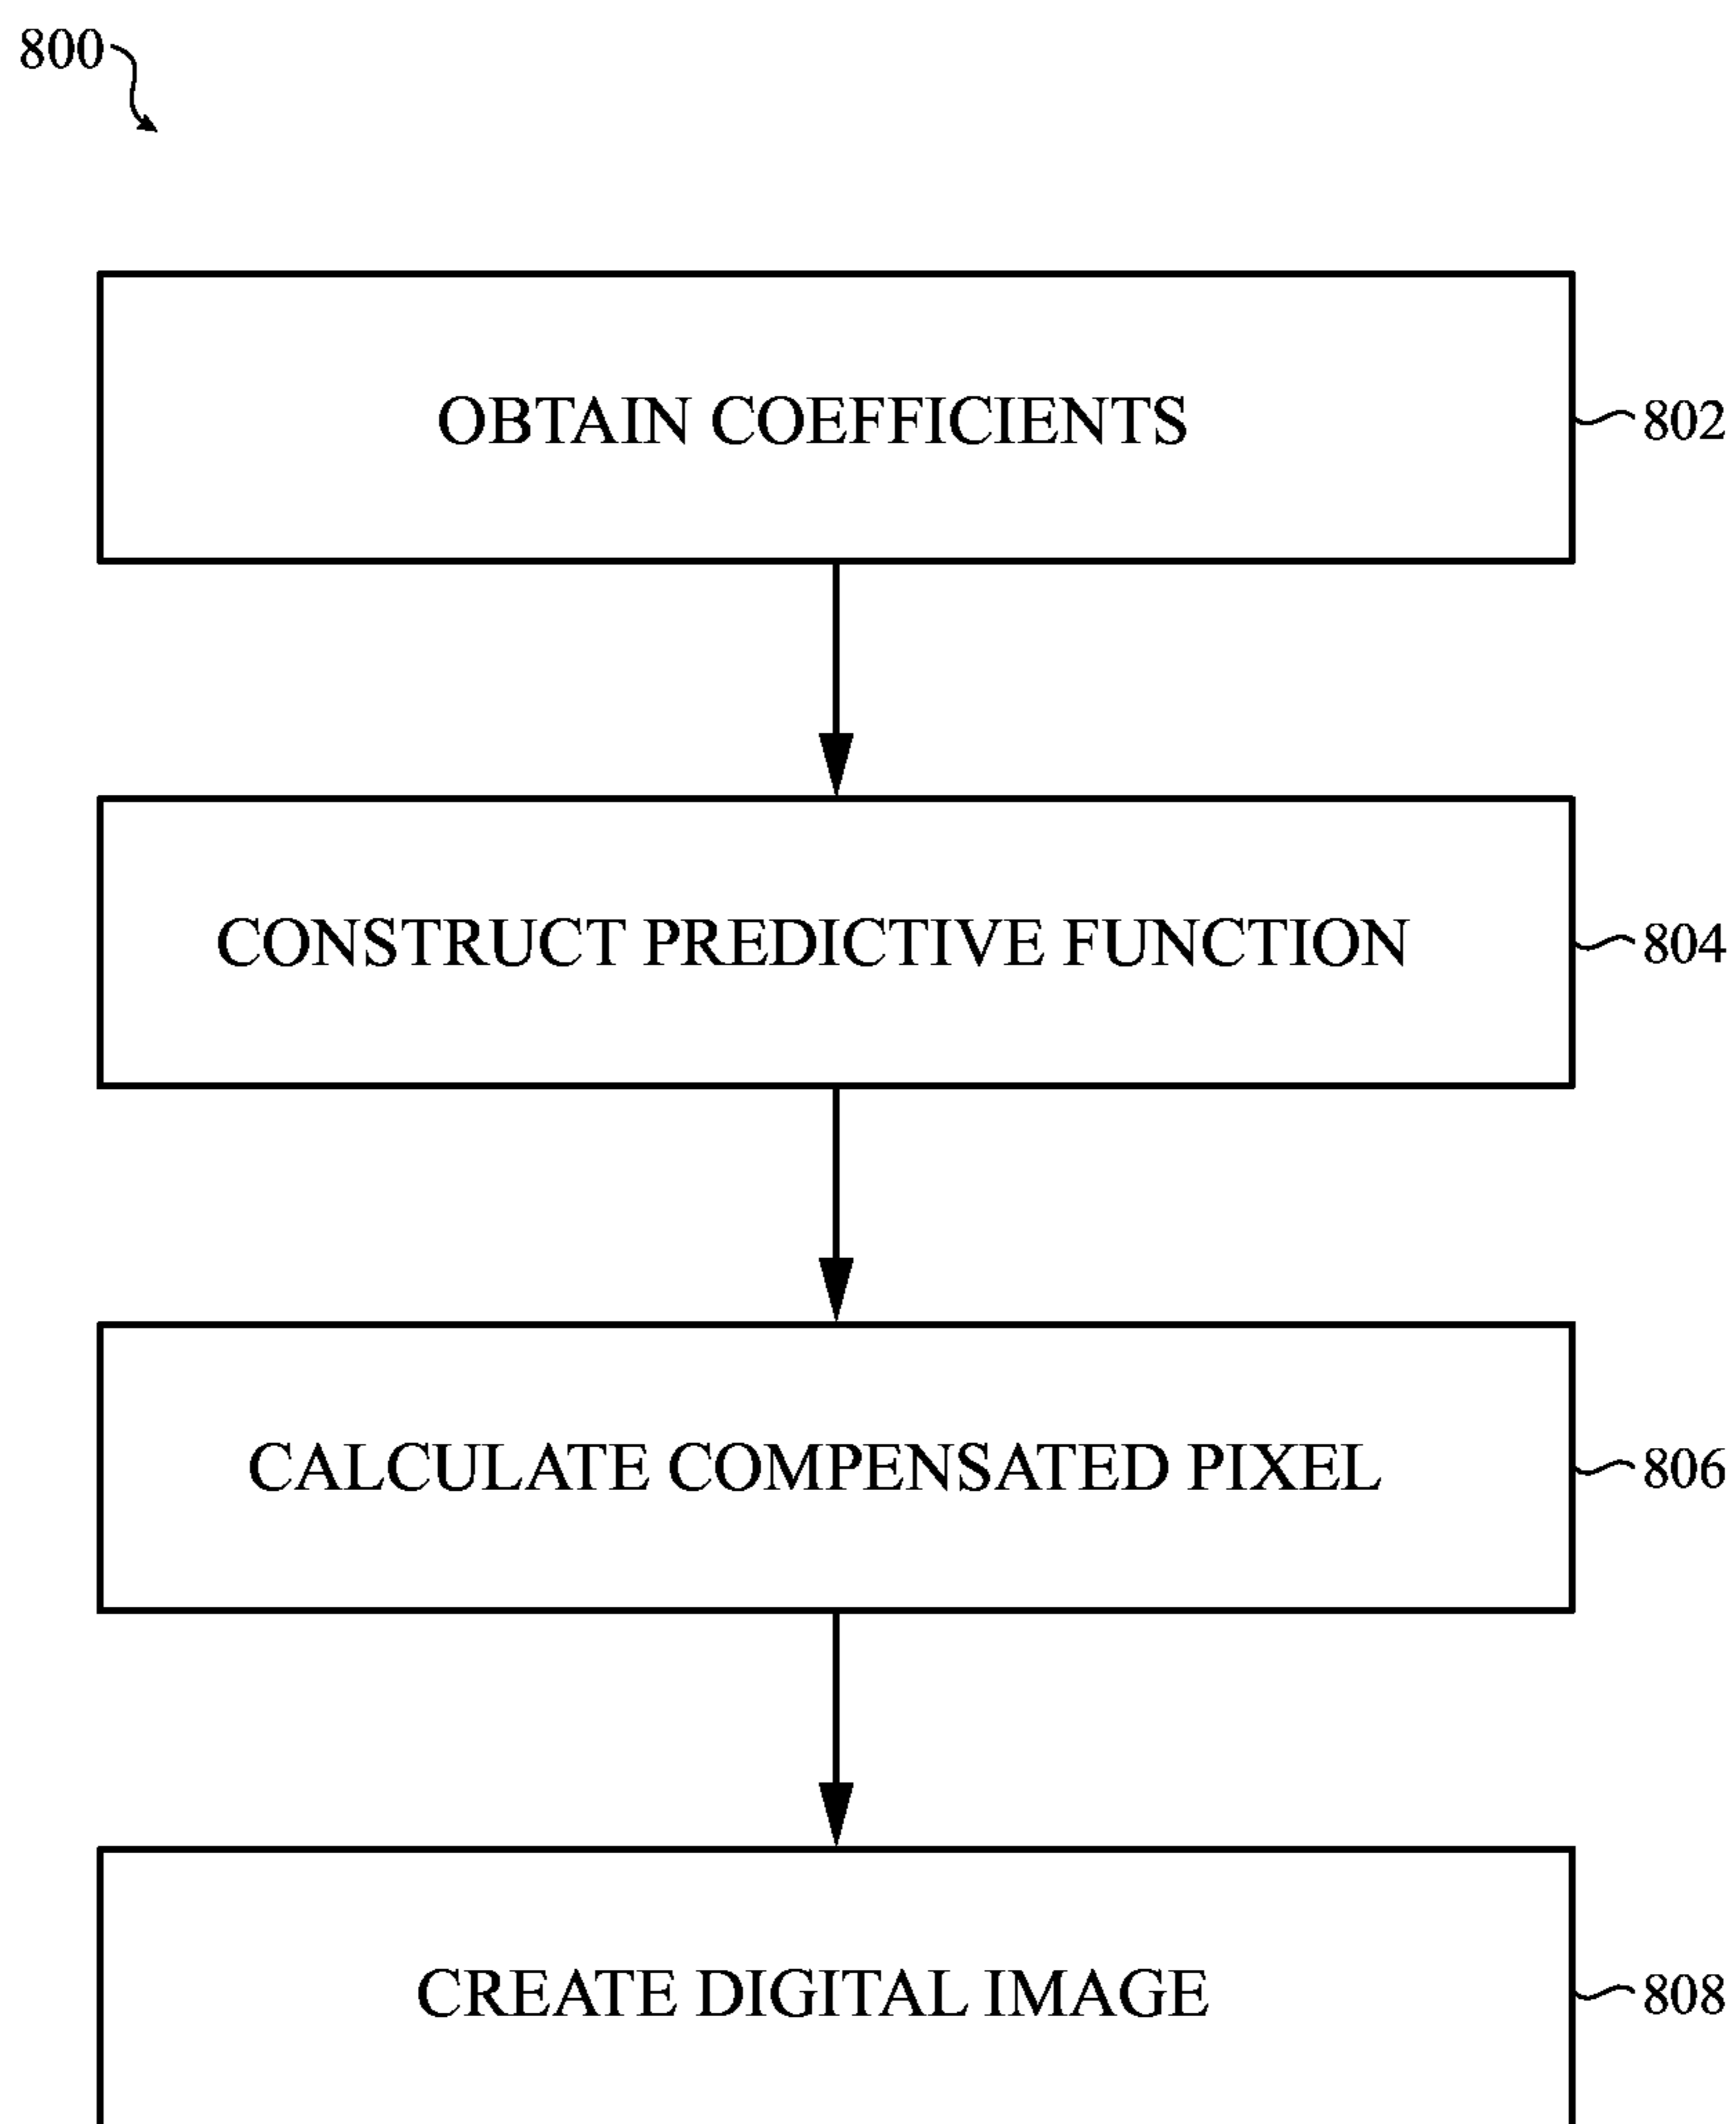 800
OBTAIN COEFFICIENTS
802
CONSTRUCT PREDICTIVE FUNCTION
804
CALCULATE COMPENSATED PIXEL
806
CREATE DIGITAL IMAGE
808